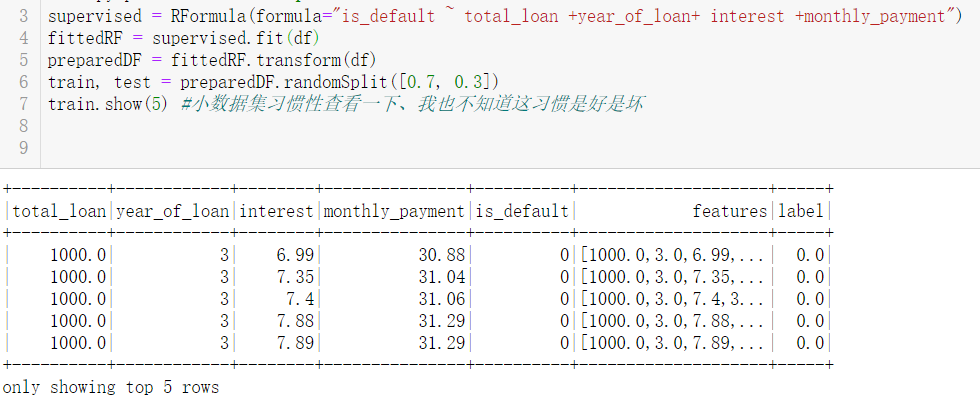 3 supervised = RFormula(formula="is_default ~ total_loan +year_of_loan+ interest +monthly_payment")
4 fittedRF = supervised.fit(df)
5 preparedDF = fittedRF.transform(df)
6 train, test = preparedDF.randomSplit([0.7, 0.3])
7 train.show(5) #小数据集习惯性查看一下、我也不知道这习惯是好是坏
8
9
+----------+------------+--------+---------------+----------+--------------------+-----+
|total_loan|year_of_loan|interest|monthly_payment|is_default|            features|label|
+----------+------------+--------+---------------+----------+--------------------+-----+
|    1000.0|           3|    6.99|          30.88|         0|[1000.0,3.0,6.99,...|  0.0|
|    1000.0|           3|    7.35|          31.04|         0|[1000.0,3.0,7.35,...|  0.0|
|    1000.0|           3|     7.4|          31.06|         0|[1000.0,3.0,7.4,3...|  0.0|
|    1000.0|           3|    7.88|          31.29|         0|[1000.0,3.0,7.88,...|  0.0|
|    1000.0|           3|    7.89|          31.29|         0|[1000.0,3.0,7.89,...|  0.0|
+----------+------------+--------+---------------+----------+--------------------+-----+
only showing top 5 rows